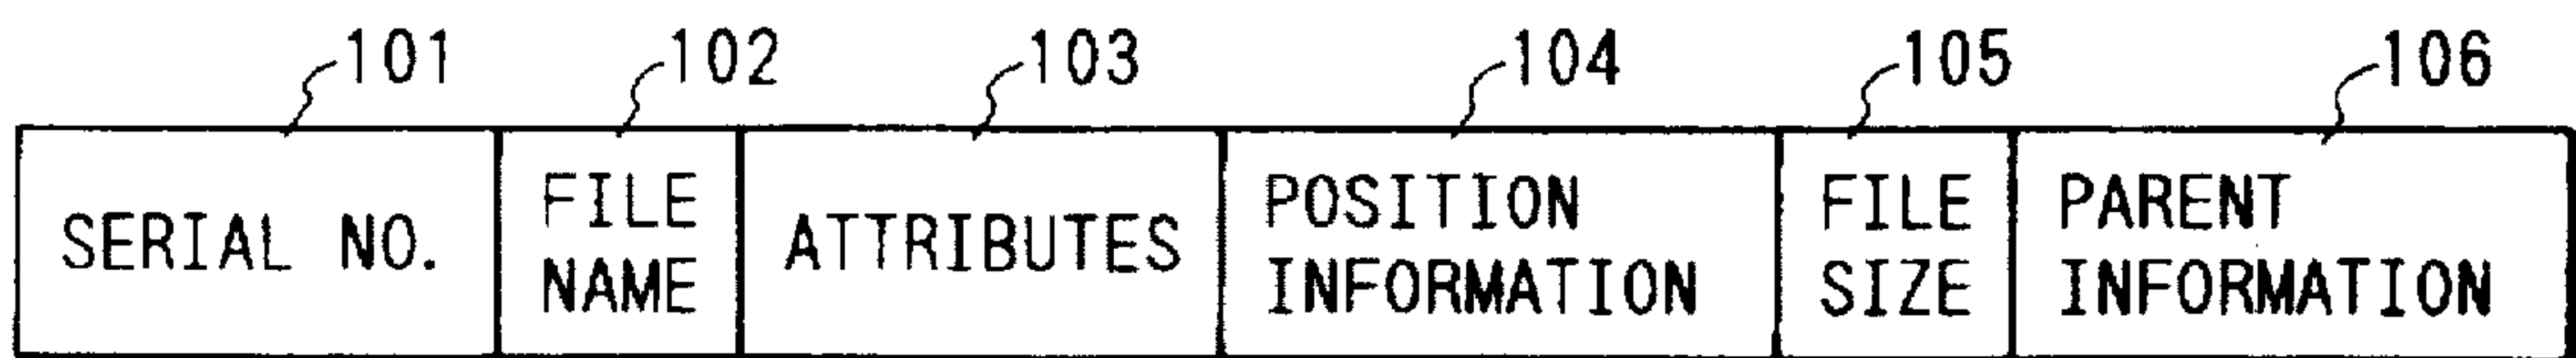 101 102 103 104 105 106
SERIAL NO.
FILE
NAME
ATTRIBUTES
POSITION
INFORMATION
FILE
SIZE
PARENT
INFORMATION